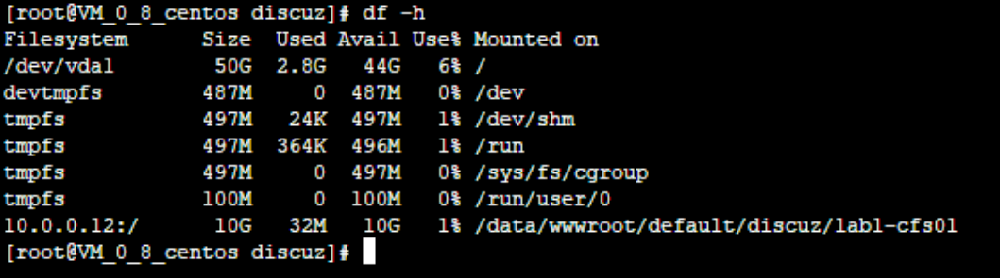 [root@VM_0_8_centos discuz]# df -h
Filesystem      Size  Used Avail Use% Mounted on
/dev/vda1        50G  2.8G   44G   6% /
devtmpfs        487M     0  487M   0% /dev
tmpfs           497M   24K  497M   1% /dev/shm
tmpfs           497M  364K  496M   1% /run
tmpfs           497M     0  497M   0% /sys/fs/cgroup
tmpfs           100M     0  100M   0% /run/user/0
10.0.0.12:/      10G   32M   10G   1% /data/wwwroot/default/discuz/lab1-cfs01
[root@VM_0_8_centos discuz]#